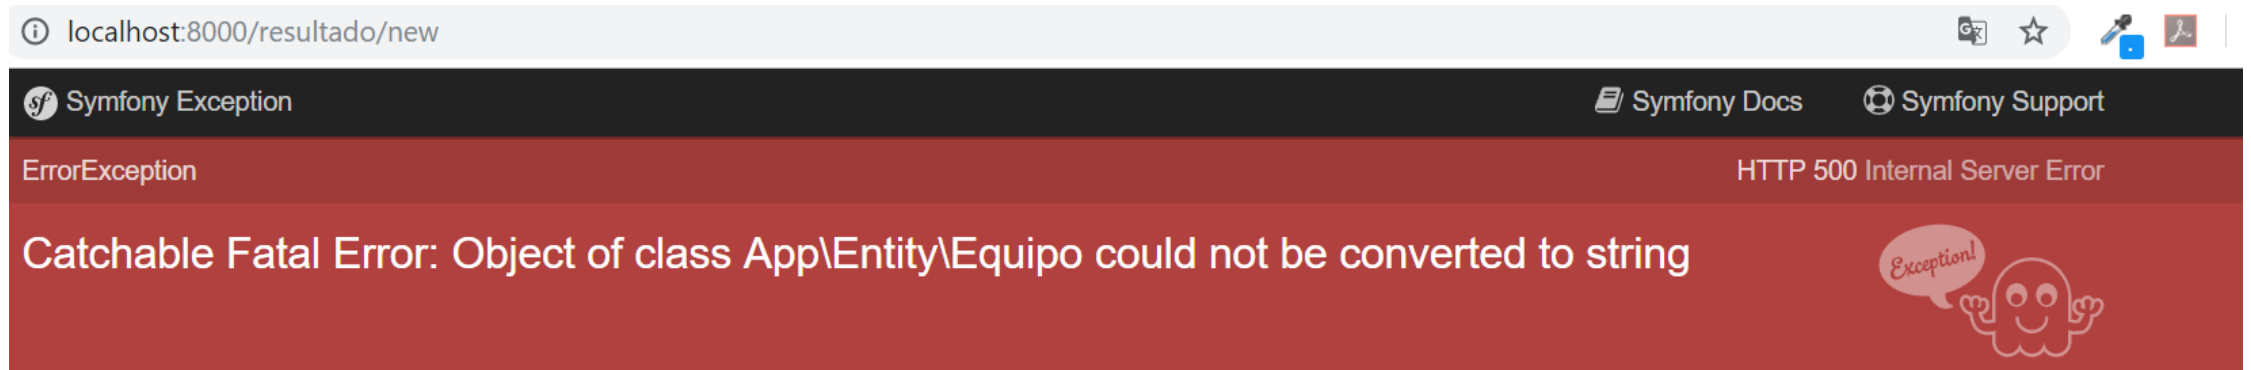 localhost:8000/resultado/new
sf Symfony Exception
Symfony Docs
Symfony Support
ErrorException
HTTP 500 Internal Server Error
Catchable Fatal Error: Object of class App\Entity\Equipo could not be converted to string
Exception!